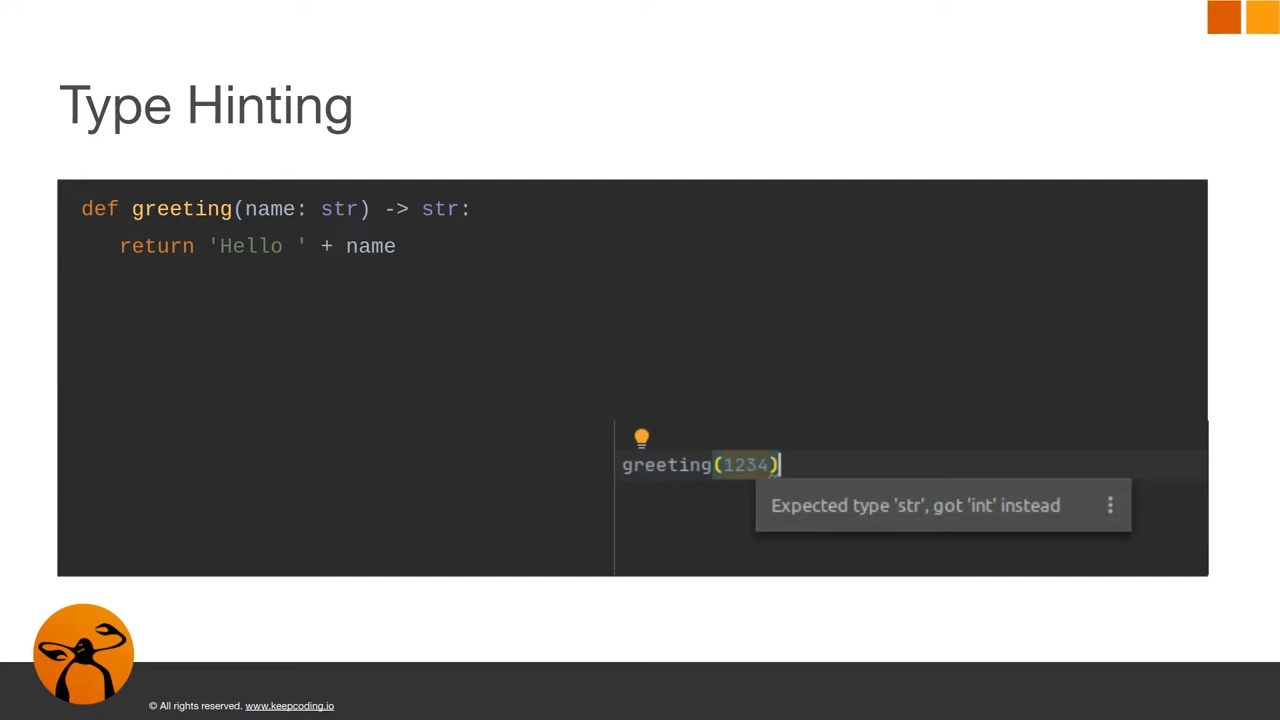 Type Hinting
def greeting(name: str) -> str:
return 'Hello ' + name
greeting(1234)
Expected type 'str', got 'int' instead
© All rights reserved. www.keepcoding.io